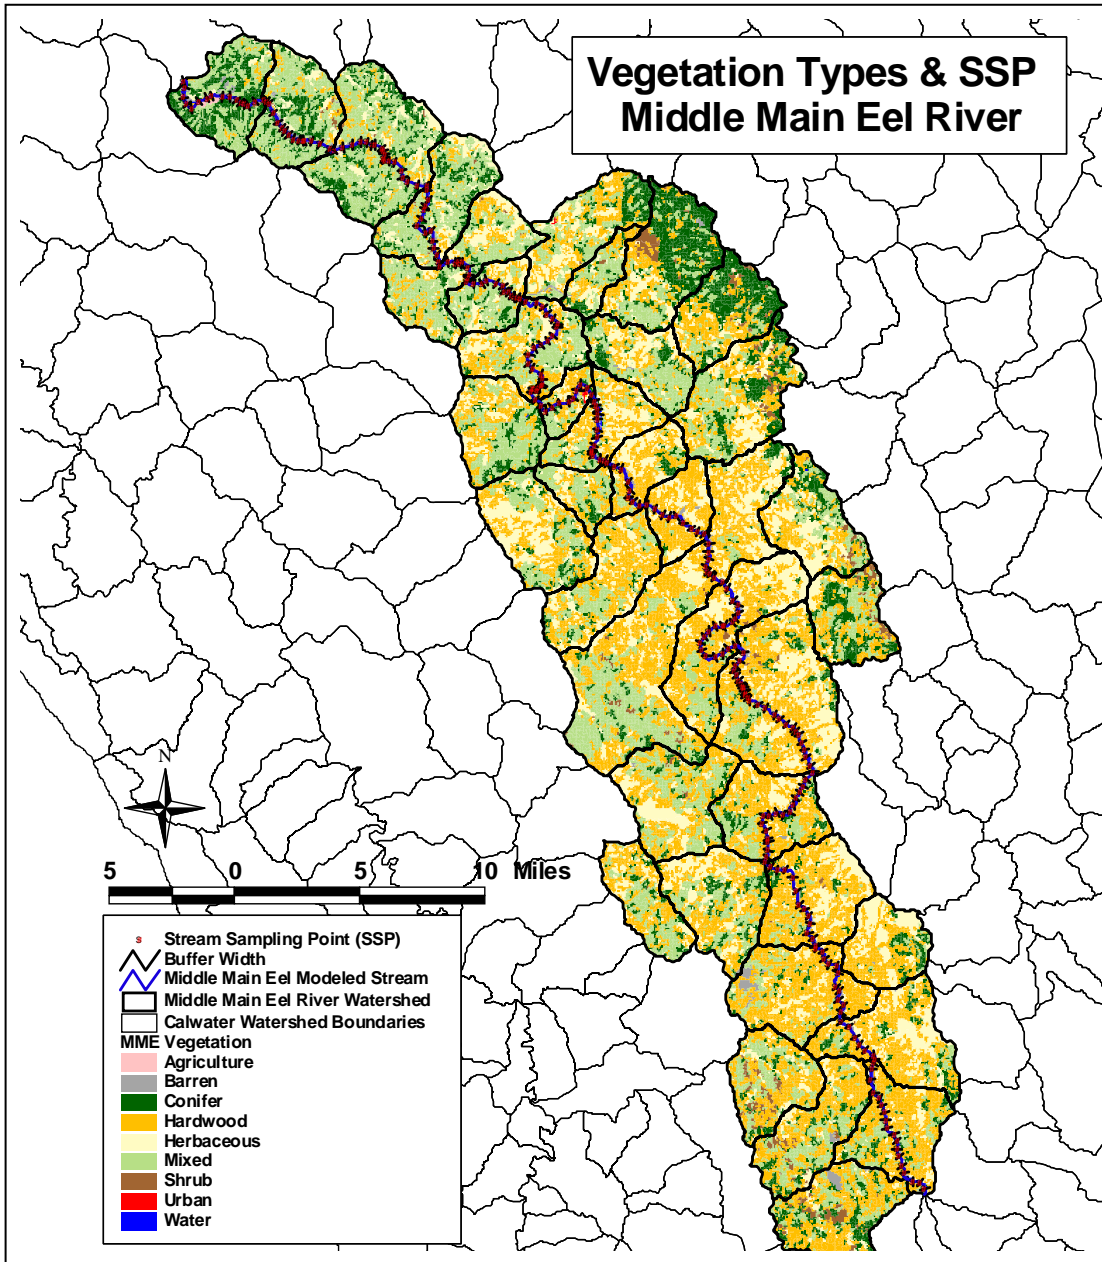 Vegetation Types & SSP
Middle Main Eel River
N
5 0 5 10 Miles
s Stream Sampling Point (SSP)
Buffer Width
Middle Main Eel Modeled Stream
Middle Main Eel River Watershed
Calwater Watershed Boundaries
MME Vegetation
Agriculture
Barren
Conifer
Hardwood
Herbaceous
Mixed
Shrub
Urban
Water